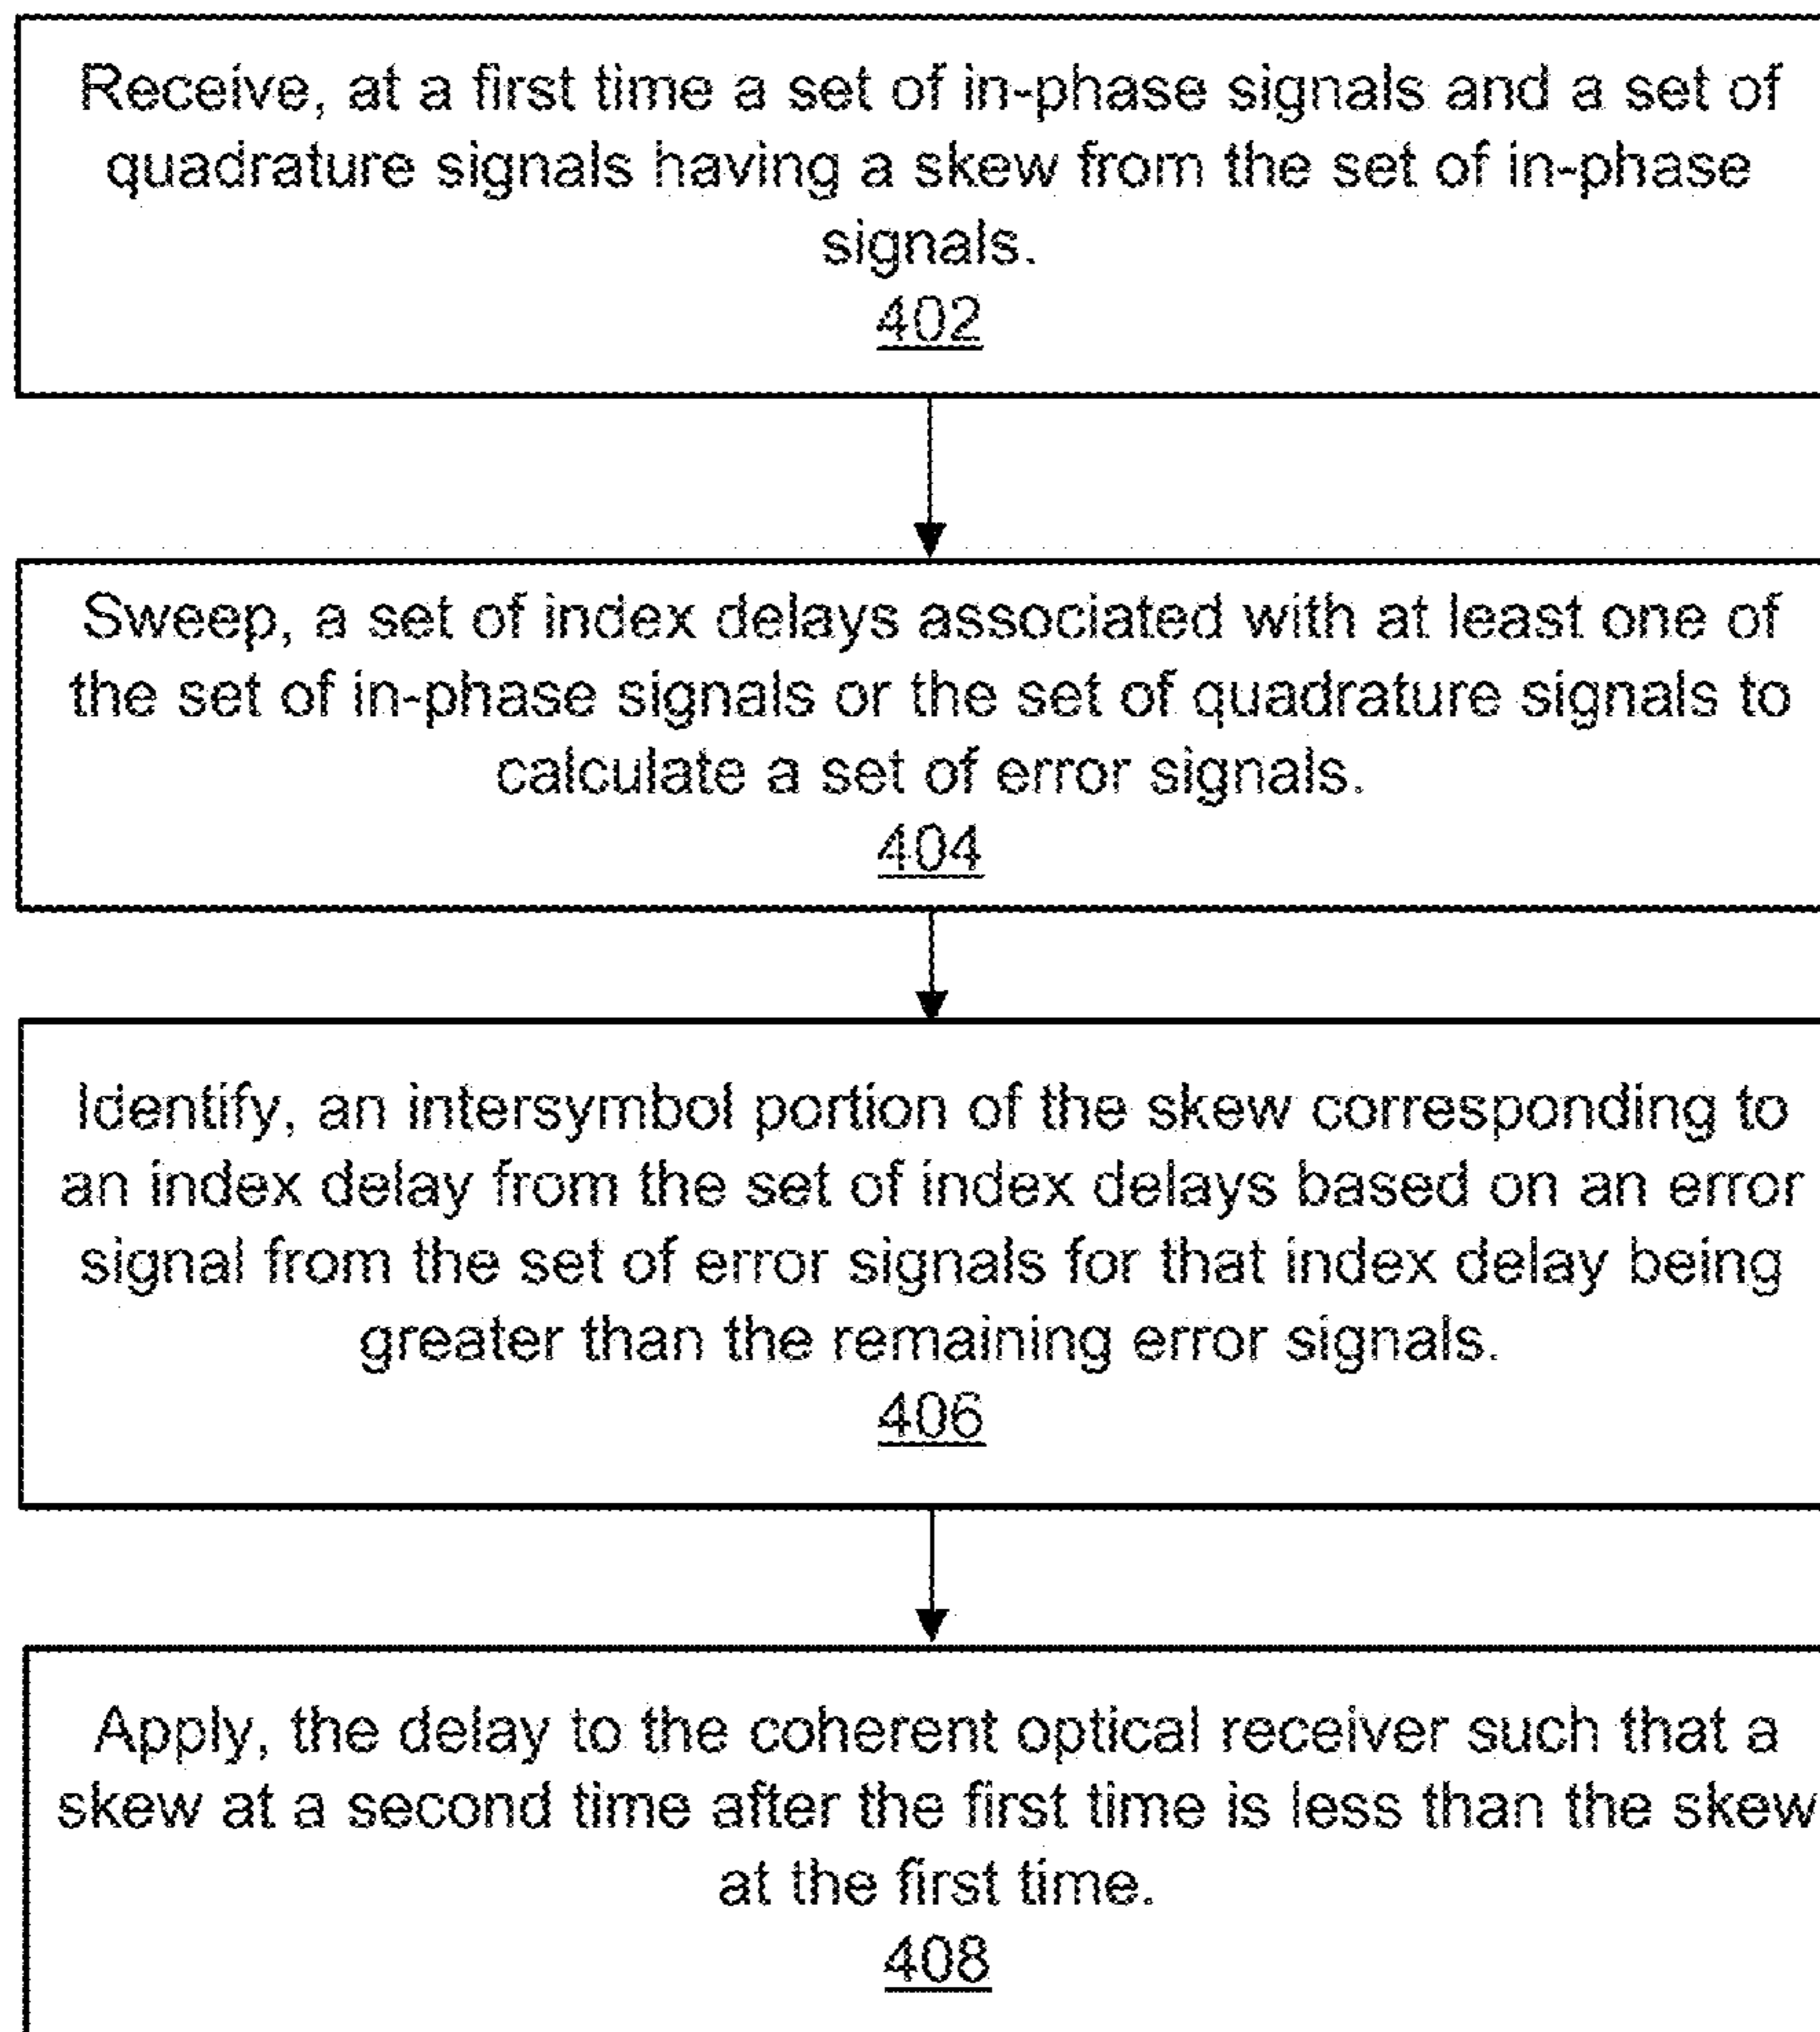 Receive, at a first time a set of in-phase signals and a set of
quadrature signals having a skew from the set of in-phase
signals.
402
Sweep, a set of index delays associated with at least one of
the set of in-phase signals or the set of quadrature signals to
calculate a set of error signals.
404
Identify, an intersymbol portion of the skew corresponding to
an index delay from the set of index delays based on an error
signal from the set of error signals for that index delay being
greater than the remaining error signals.
406
Apply, the delay to the coherent optical receiver such that a
skew at a second time after the first time is less than the skew
at the first time.
408